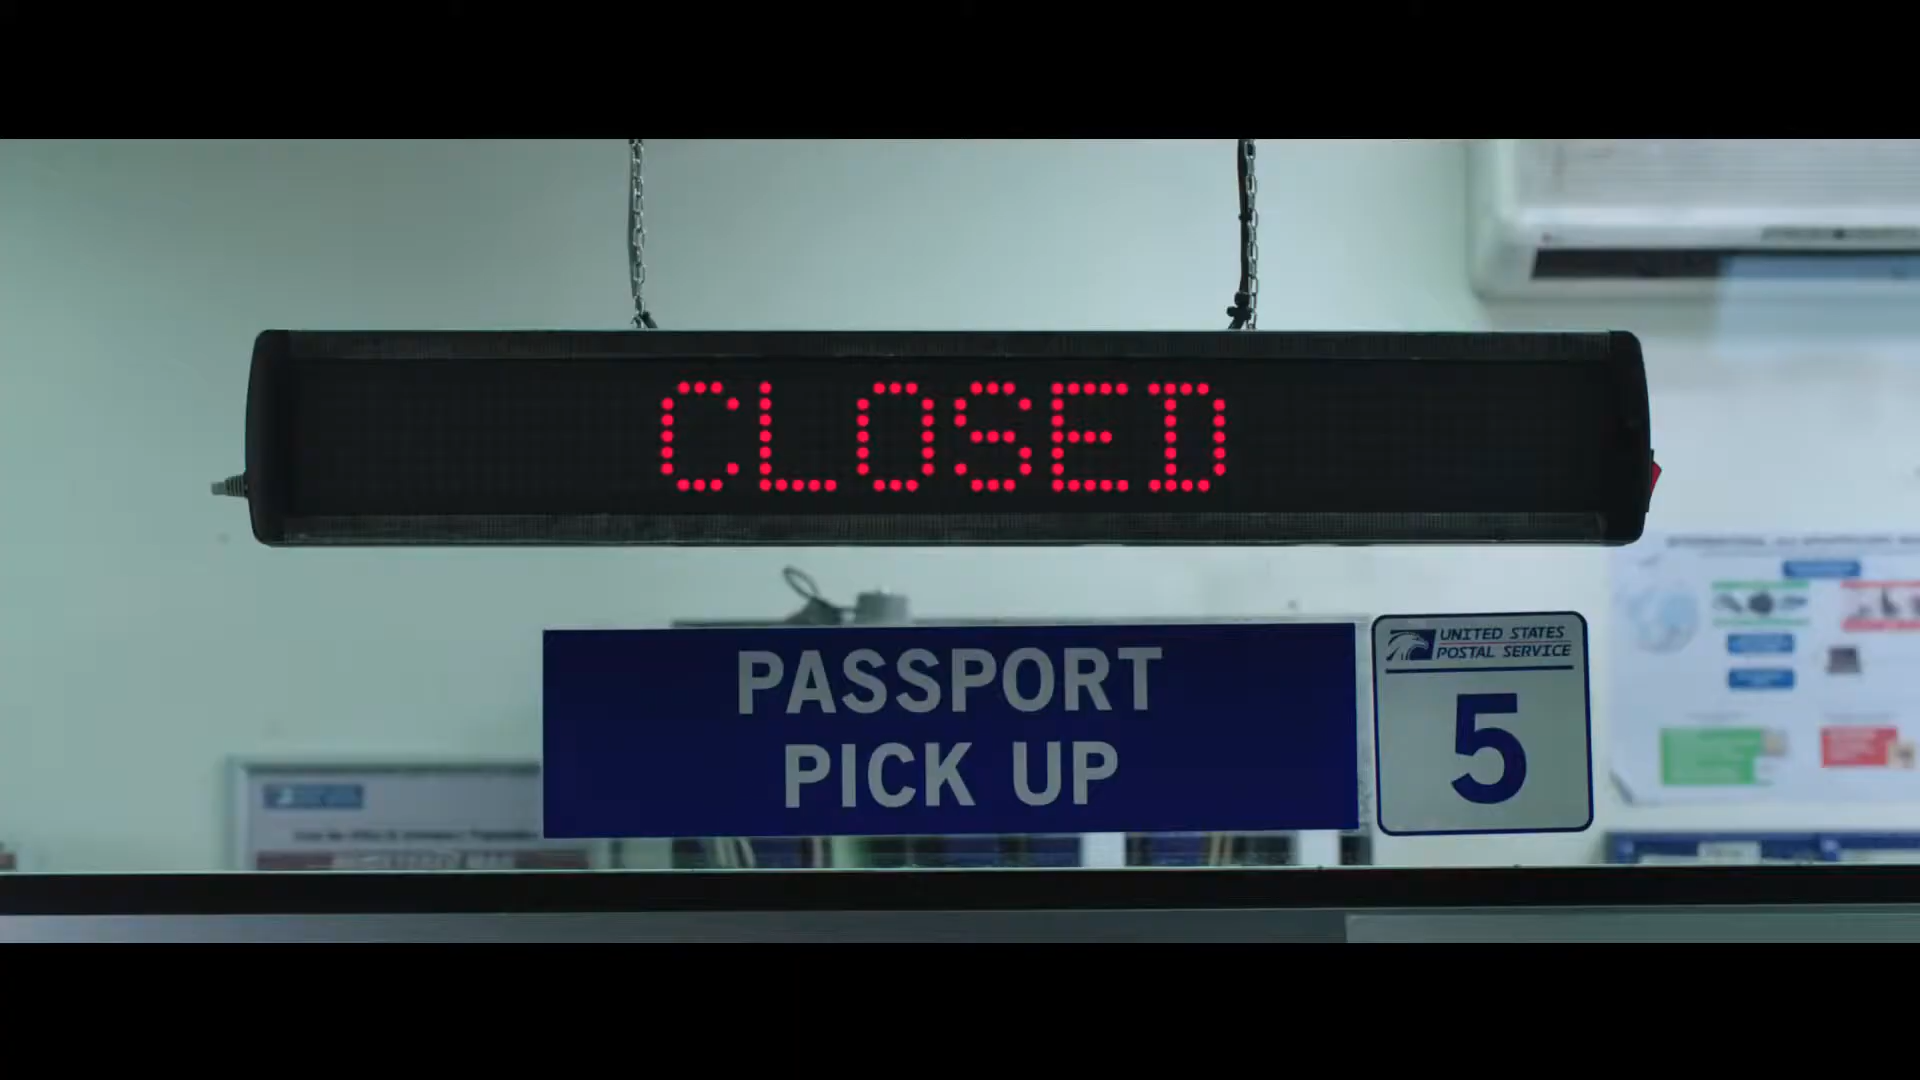 CLOSED
PASSPORT
PICK UP
UNITED STATES
POSTAL SERVICE
5